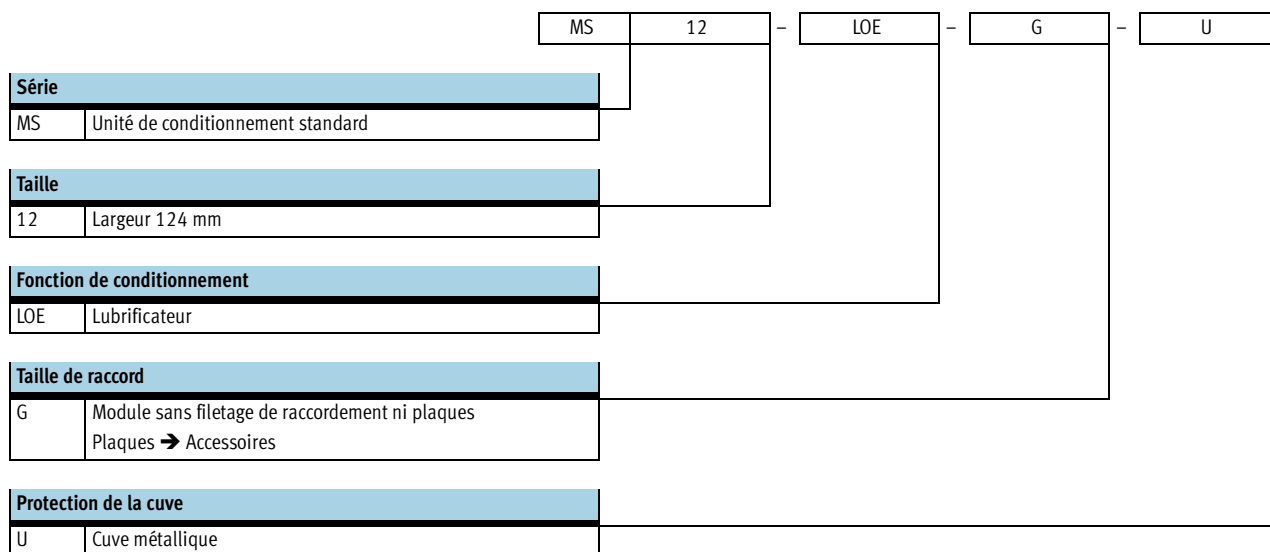 MS 12 – LOE – G – U
Série
MS Unité de conditionnement standard
Taille
12 Largeur 124 mm
Fonction de conditionnement
LOE Lubrificateur
Taille de raccord
G Module sans filetage de raccordement ni plaques
Plaques ➔ Accessoires
Protection de la cuve
U Cuve métallique